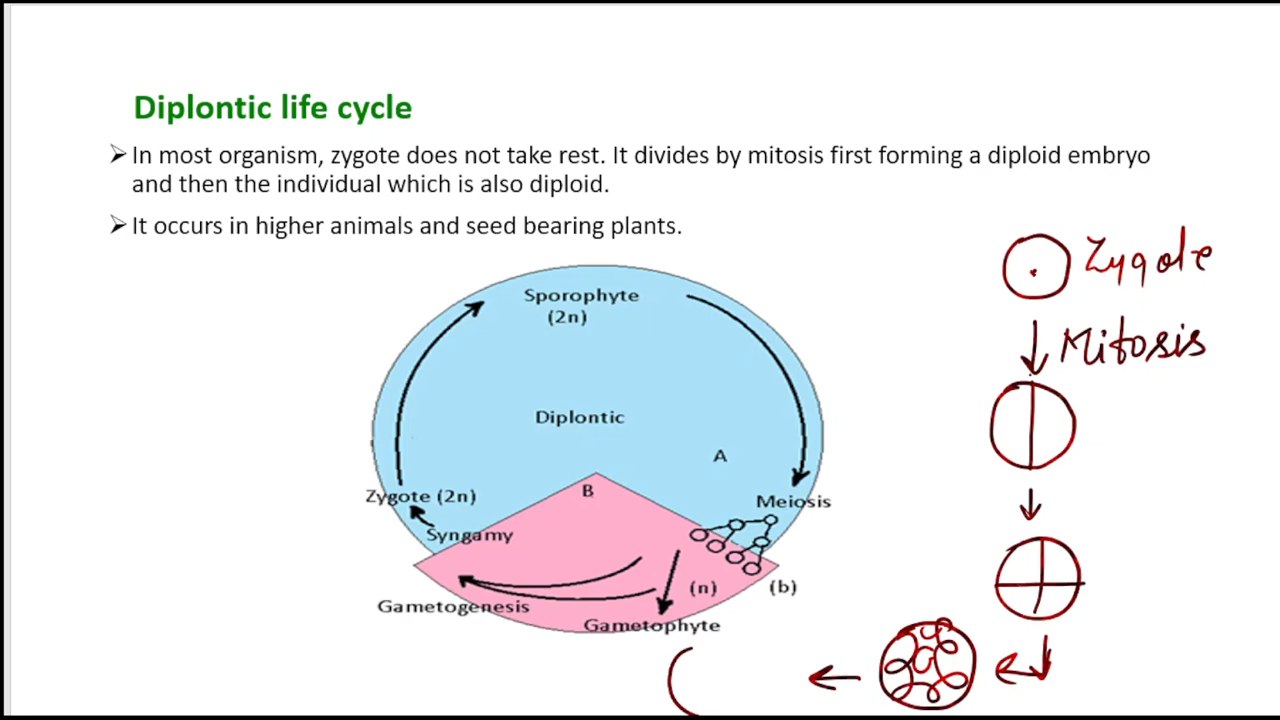 Diplontic life cycle
➢ In most organism, zygote does not take rest. It divides by mitosis first forming a diploid embryo
and then the individual which is also diploid.
➢ It occurs in higher animals and seed bearing plants.
Zygote
Sporophyte
(2n)
Mitosis
Diplontic
A
B
Zygote (2n)
Meiosis
Syngamy
(n)
(b)
Gametogenesis
Gametophyte